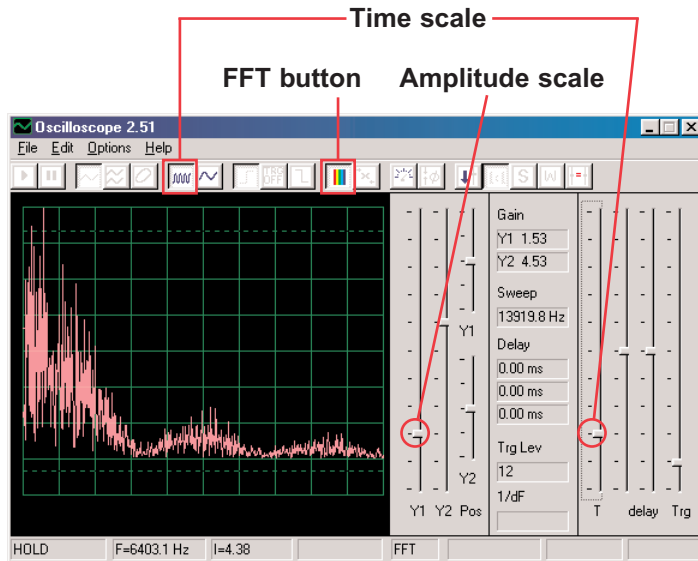 Time scale
FFT button Amplitude scale
Oscilloscope 2.51
File Edit Options Help
TRG OFF
S
W
Gain
Y1 1.53
Y2 4.53
Sweep
13919.8 Hz
Y1
Delay
0.00 ms
0.00 ms
0.00 ms
Trg Lev
12
Y2
1/dF
Y1 Y2 Pos
T delay Trg
HOLD F=6403.1 Hz I=4.38 FFT